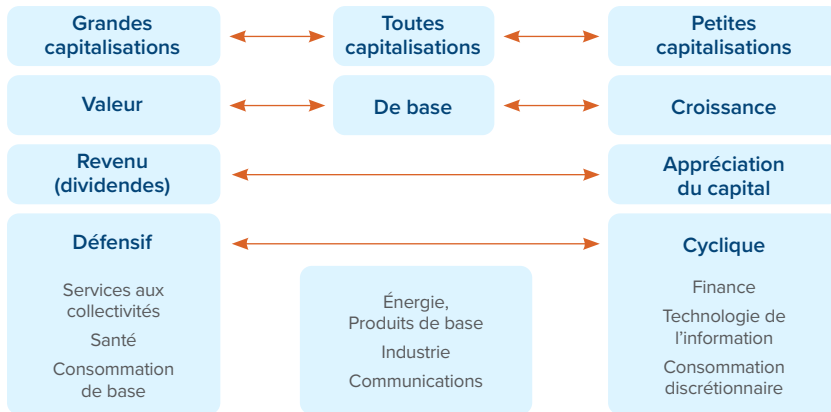 Grandes
capitalisations
Toutes
capitalisations
Petites
capitalisations
Valeur
De base
Croissance
Revenu
(dividendes)
Appréciation
du capital
Défensif
Services aux
collectivités
Santé
Consommation
de base
Énergie,
Produits de base
Industrie
Communications
Cyclique
Finance
Technologie de
l’information
Consommation
discrétionnaire